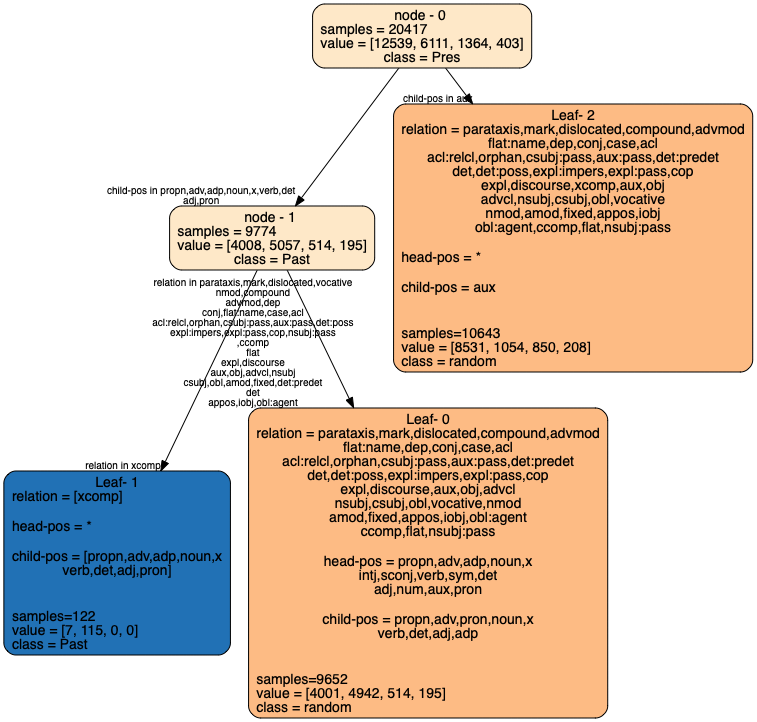 node - 0
samples = 20417
value = [12539, 6111, 1364, 403]
class = Pres
child-pos in aux
Leaf- 2
relation = parataxis,mark,dislocated,compound,advmod
flat:name,dep,conj,case,acl
acl:relcl,orphan,csubj:pass,aux:pass,det:predet
det,det:poss,expl:impers,expl:pass,cop
expl,discourse,xcomp,aux,obj
advcl,nsubj,csubj,obl,vocative
nmod,amod,fixed,appos,iobj
obl:agent,ccomp,flat,nsubj:pass
head-pos = *
child-pos = aux
samples=10643
value = [8531, 1054, 850, 208]
class = random
child-pos in propn,adv,adp,noun,x,verb,det
adj,pron
node - 1
samples = 9774
value = [4008, 5057, 514, 195]
class = Past
relation in parataxis,mark,dislocated,vocative
nmod,compound
advmod,dep
conj,flat:name,case,acl
acl:relcl,orphan,csubj:pass,aux:pass,det:poss
expl:impers,expl:pass,cop,nsubj:pass
,ccomp
flat
expl,discourse
aux,obj,advcl,nsubj
csubj,obl,amod,fixed,det:predet
det
appos,iobj,obl:agent
relation in xcomp
Leaf- 1
relation = [xcomp]
head-pos = *
child-pos = [propn,adv,adp,noun,x
verb,det,adj,pron]
samples=122
value = [7, 115, 0, 0]
class = Past
Leaf- 0
relation = parataxis,mark,dislocated,compound,advmod
flat:name,dep,conj,case,acl
acl:relcl,orphan,csubj:pass,aux:pass,det:predet
det,det:poss,expl:impers,expl:pass,cop
expl,discourse,aux,obj,advcl
nsubj,csubj,obl,vocative,nmod
amod,fixed,appos,iobj,obl:agent
ccomp,flat,nsubj:pass
head-pos = propn,adv,adp,noun,x
intj,sconj,verb,sym,det
adj,num,aux,pron
child-pos = propn,adv,pron,noun,x
verb,det,adj,adp
samples=9652
value = [4001, 4942, 514, 195]
class = random